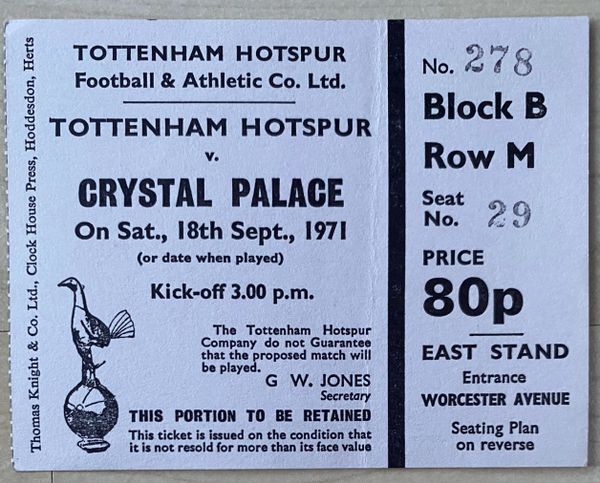 Thomas Knight & Co. Ltd., Clock House Press, Hoddesdon, Herts
TOTTENHAM HOTSPUR
Football & Athletic Co. Ltd.
TOTTENHAM HOTSPUR
v.
CRYSTAL PALACE
On Sat., 18th Sept., 1971
(or date when played)
Kick-off 3.00 p.m.
The Tottenham Hotspur
Company do not Guarantee
that the proposed match will
be played.
G W. JONES
Secretary
THIS PORTION TO BE RETAINED
This ticket is issued on the condition that
it is not resold for more than its face value
No. 278
Block B
Row M
Seat
No. 29
PRICE
80p
EAST STAND
Entrance
WORCESTER AVENUE
Seating Plan
on reverse